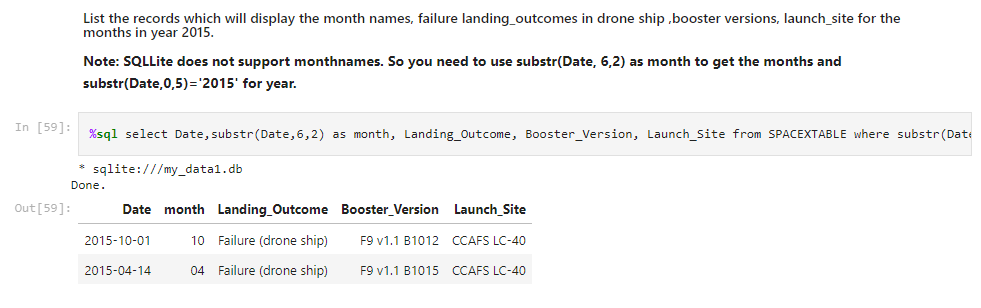 List the records which will display the month names, failure landing_outcomes in drone ship ,booster versions, launch_site for the
months in year 2015.
Note: SQLLite does not support monthnames. So you need to use substr(Date, 6,2) as month to get the months and
substr(Date,0,5)='2015' for year.
In [59]: %sql select Date,substr(Date,6,2) as month, Landing_Outcome, Booster_Version, Launch_Site from SPACEXTABLE where substr(Date
* sqlite:///my_data1.db
Done.
Out[59]: Date month Landing_Outcome Booster_Version Launch_Site
2015-10-01 10 Failure (drone ship) F9 v1.1 B1012 CCAFS LC-40
2015-04-14 04 Failure (drone ship) F9 v1.1 B1015 CCAFS LC-40